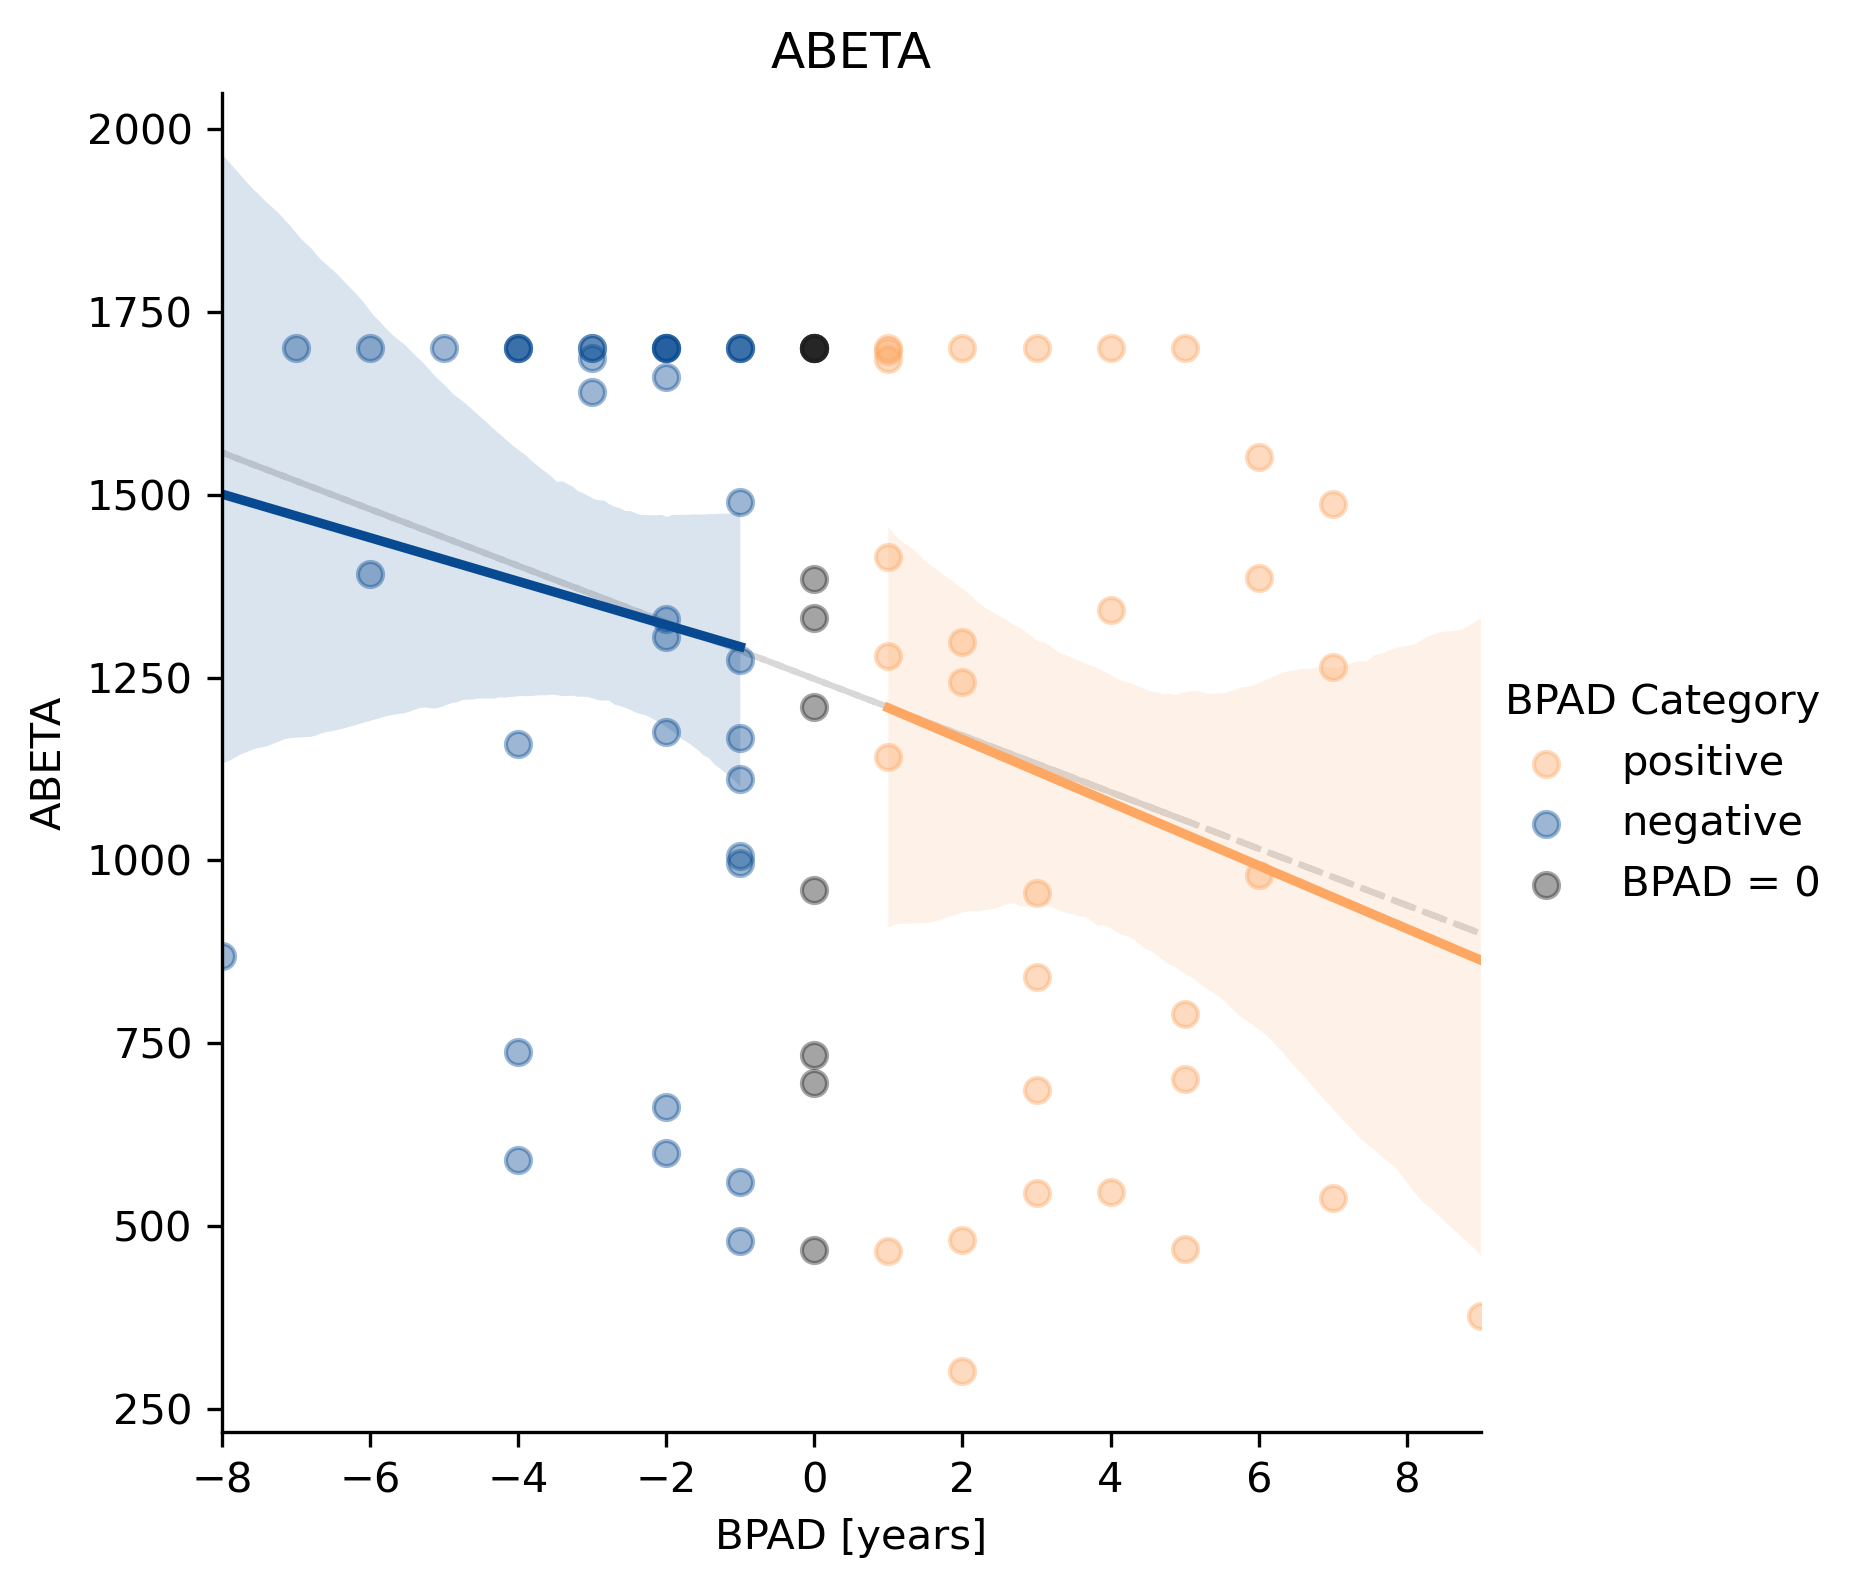 ABETA
2000
1750
1500
1250
1000
750
500
250
ABETA
−8 −6 −4 −2 0 2 4 6 8
BPAD [years]
BPAD Category
positive
negative
BPAD = 0